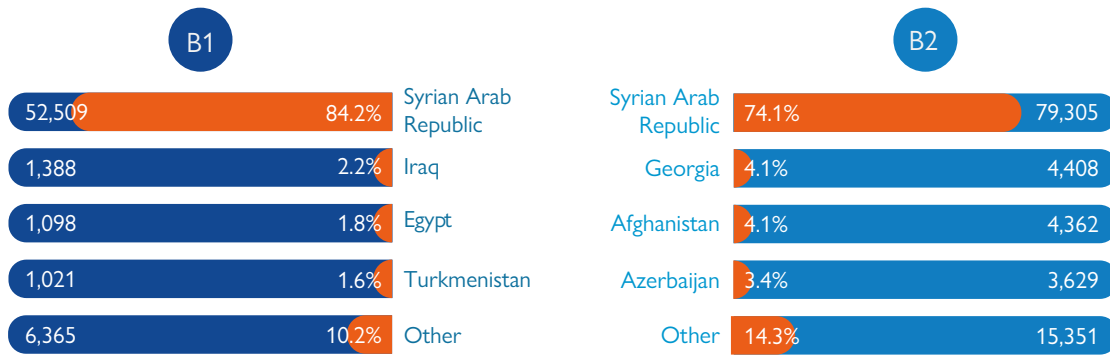 B1
52,509 84.2% Syrian Arab
Republic
1,388 2.2% Iraq
1,098 1.8% Egypt
1,021 1.6% Turkmenistan
6,365 10.2% Other
B2
Syrian Arab
Republic 74.1% 79,305
Georgia 4.1% 4,408
Afghanistan 4.1% 4,362
Azerbaijan 3.4% 3,629
Other 14.3% 15,351